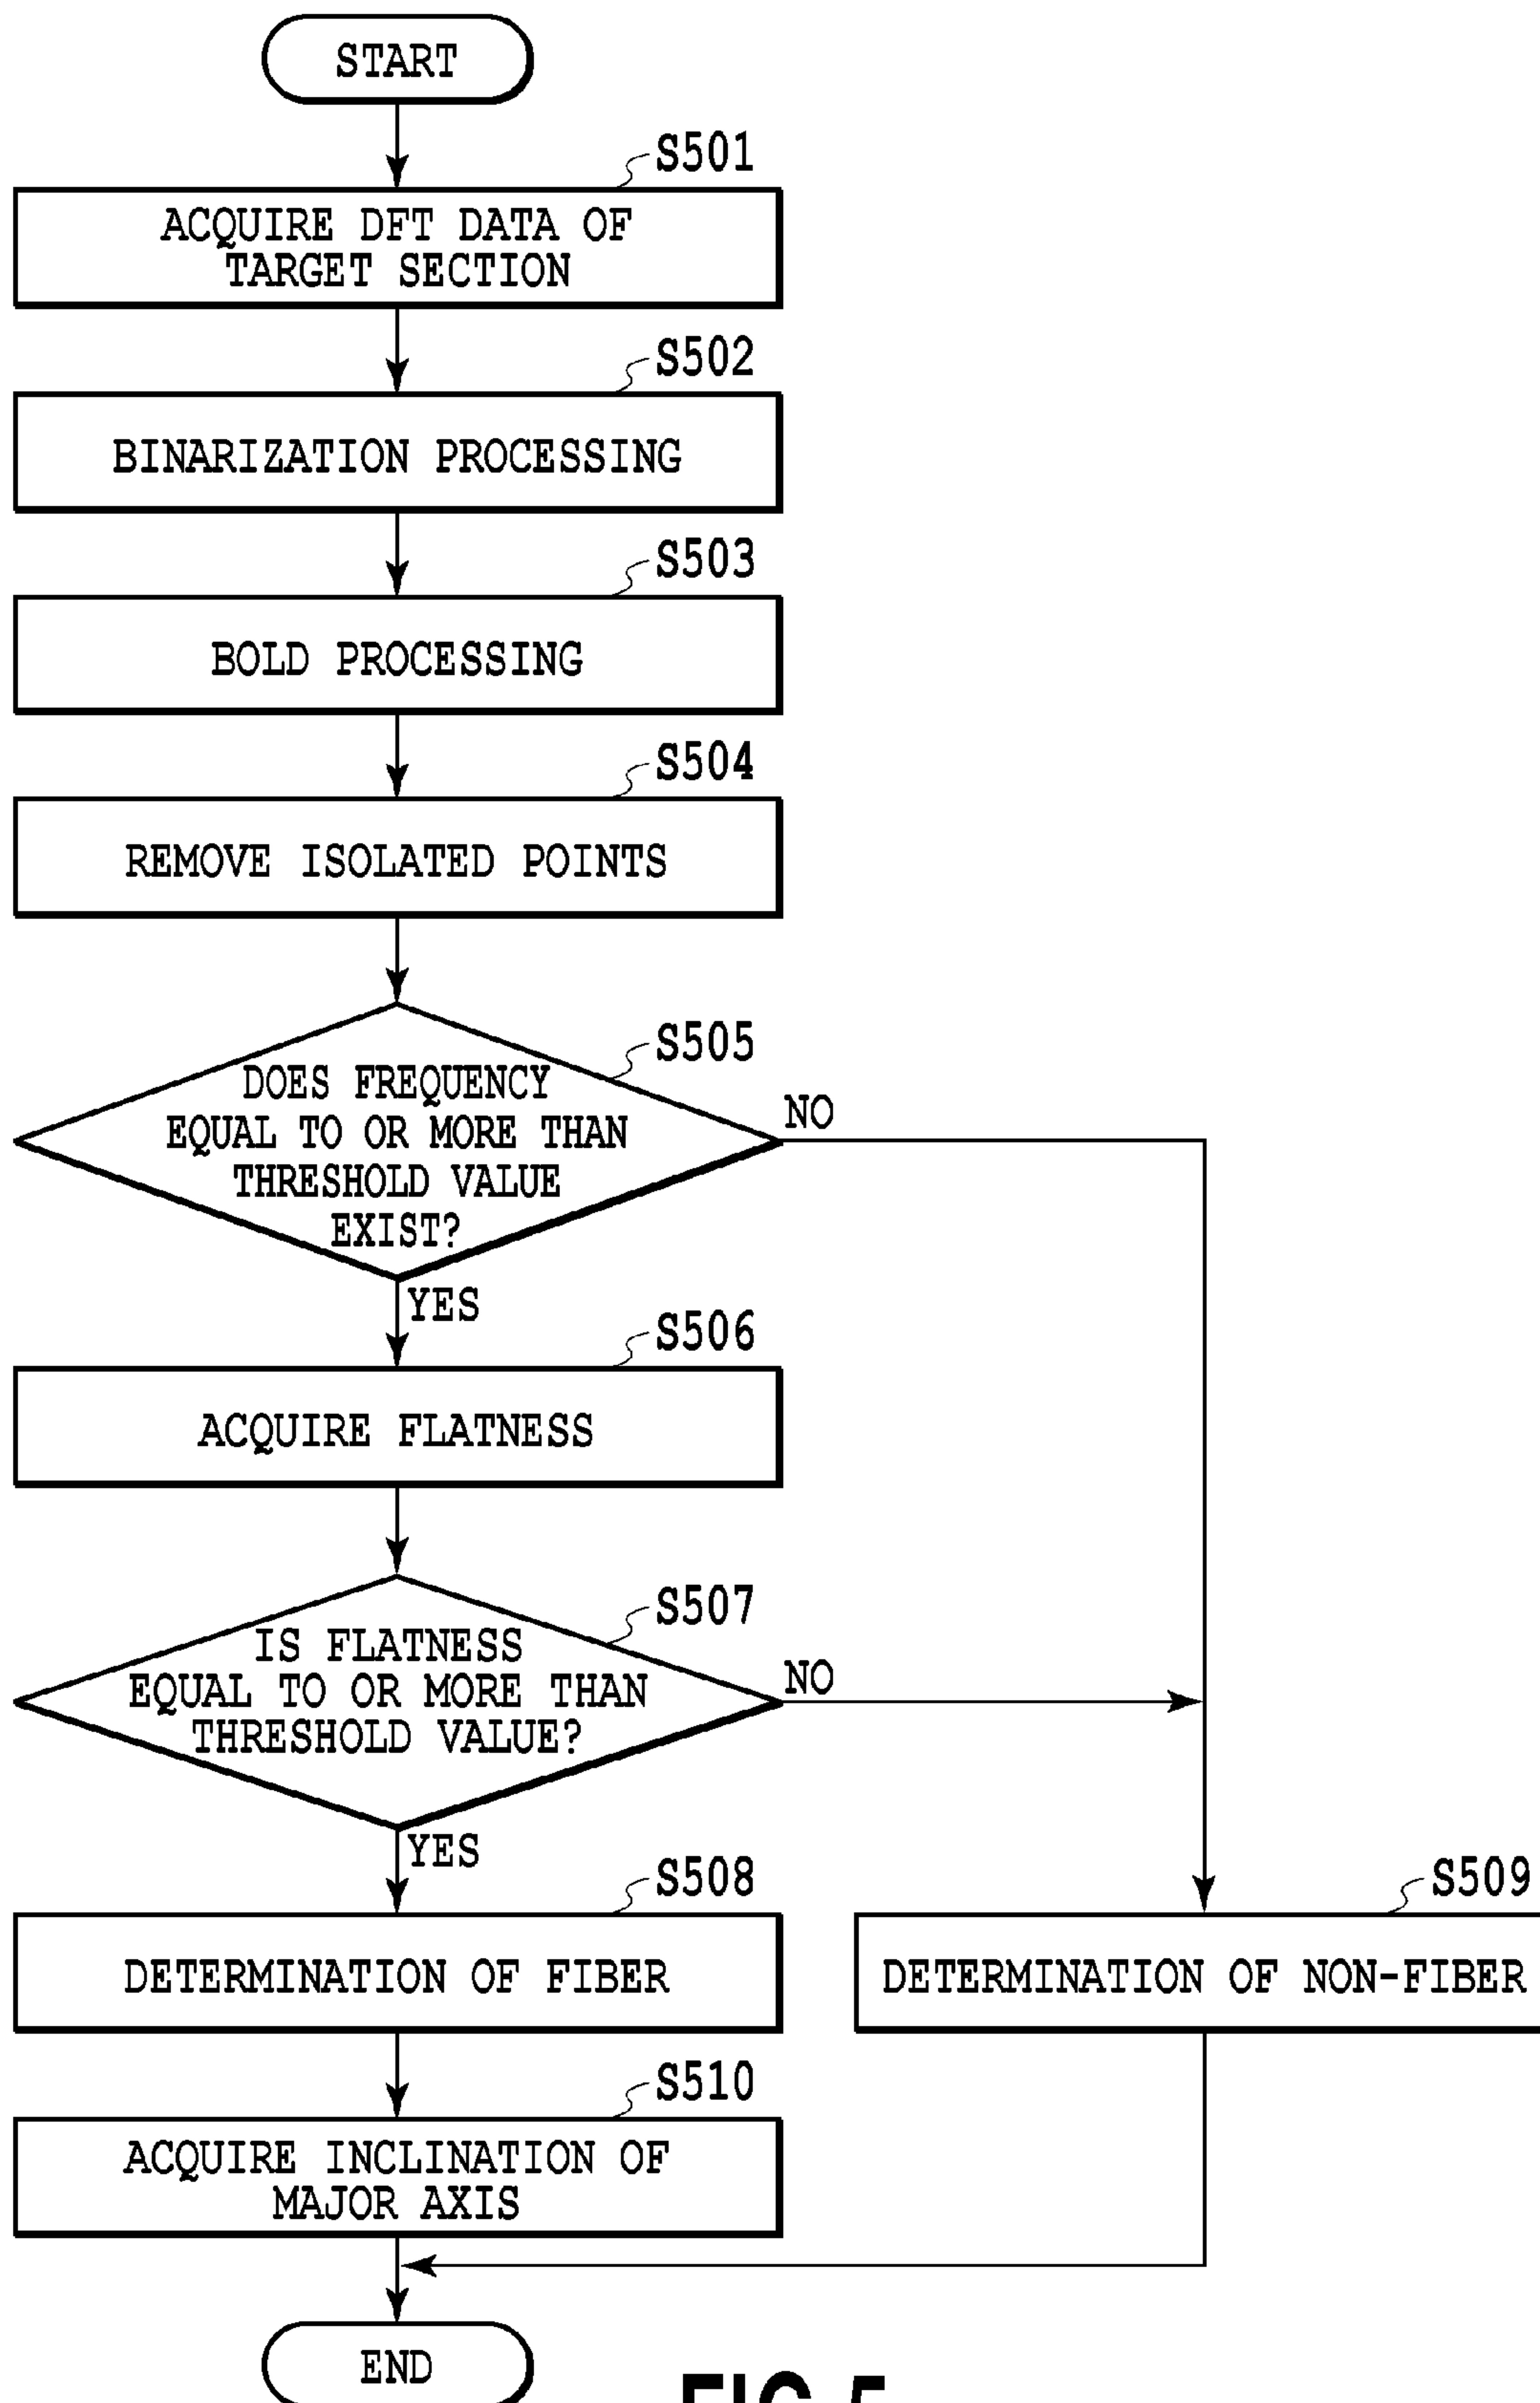 START
S501
ACQUIRE DFT DATA OF
TARGET SECTION
S502
BINARIZATION PROCESSING
S503
BOLD PROCESSING
S504
REMOVE ISOLATED POINTS
S505
DOES FREQUENCY
EQUAL TO OR MORE THAN
THRESHOLD VALUE
EXIST?
NO
YES
S506
ACQUIRE FLATNESS
S507
IS FLATNESS
EQUAL TO OR MORE THAN
THRESHOLD VALUE?
NO
YES
S508
DETERMINATION OF FIBER
S509
DETERMINATION OF NON-FIBER
S510
ACQUIRE INCLINATION OF
MAJOR AXIS
END
FIG.5